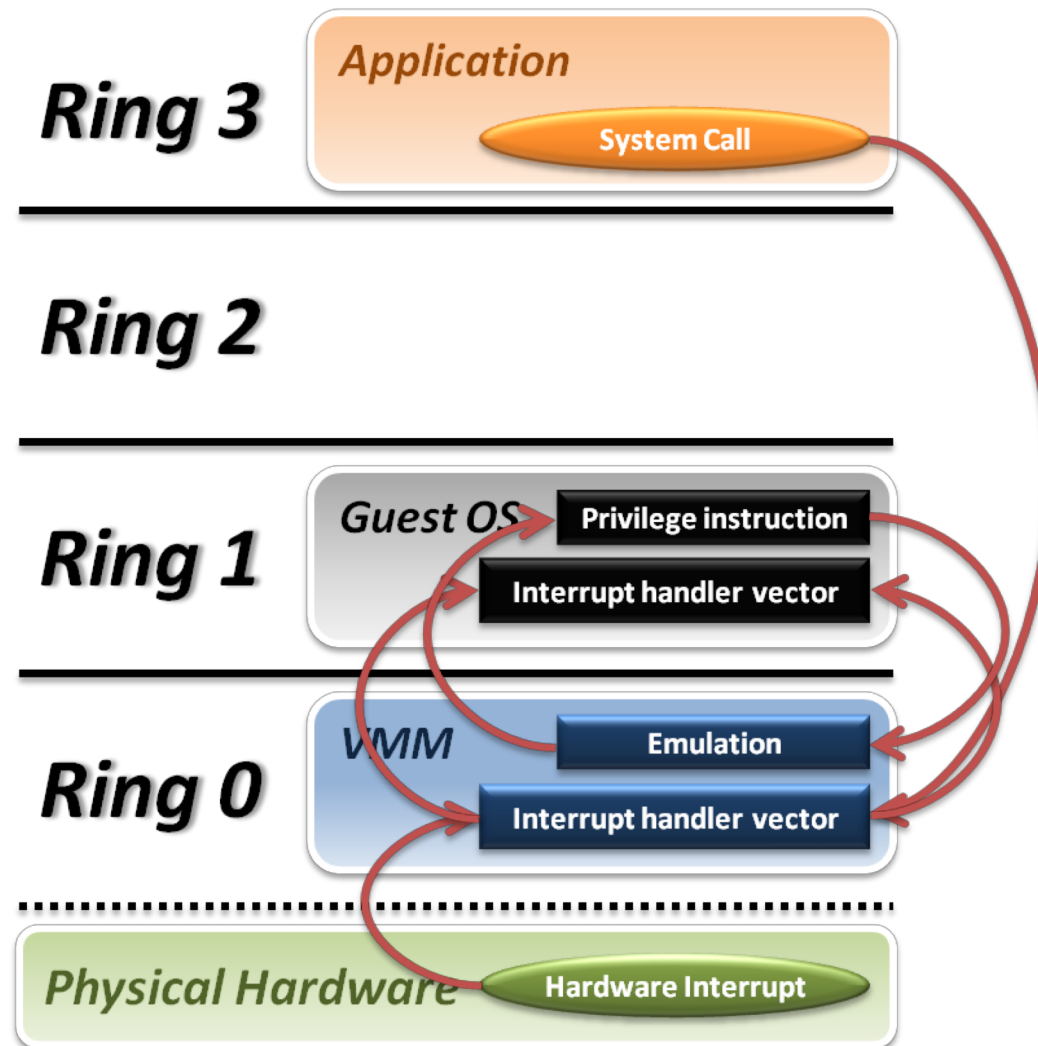 Ring 3
Application
System Call
Ring 2
Ring 1
Guest OS
Privilege instruction
Interrupt handler vector
Ring 0
VMM
Emulation
Interrupt handler vector
Physical Hardware
Hardware Interrupt